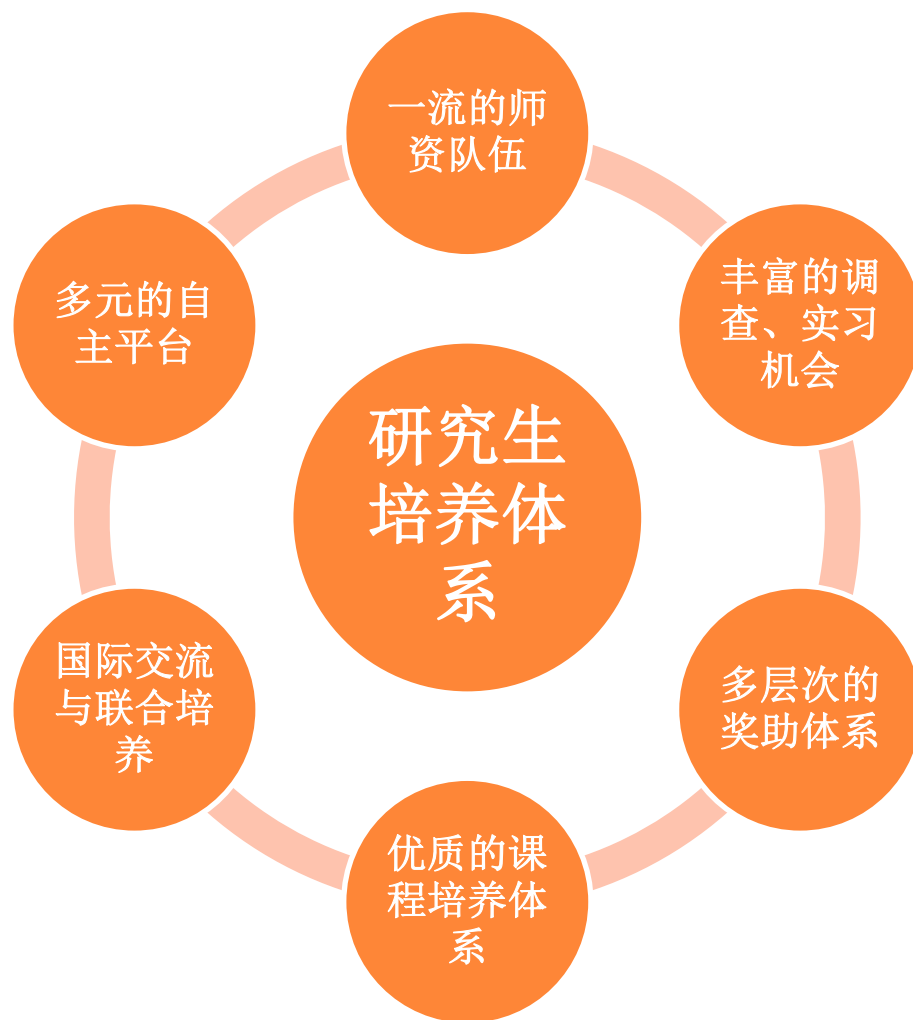 一流的师
资队伍
丰富的调
查、实习
机会
多层次的
奖助体系
优质的课
程培养体
系
国际交流
与联合培
养
多元的自
主平台
研究生
培养体
系